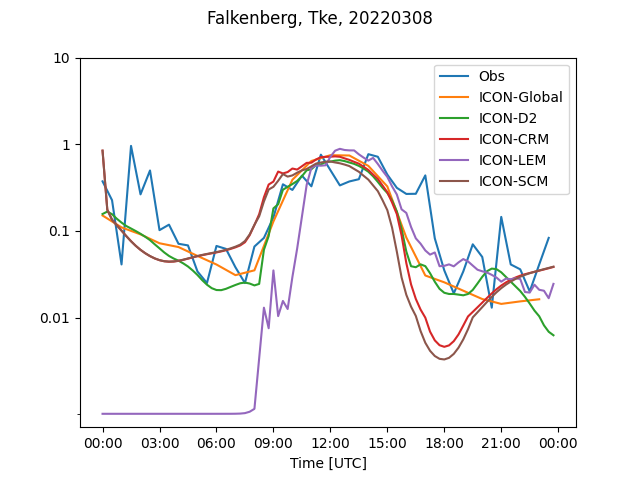 Falkenberg, Tke, 20220308
10
1
0.1
0.01
Obs
ICON-Global
ICON-D2
ICON-CRM
ICON-LEM
ICON-SCM
00:00 03:00 06:00 09:00 12:00 15:00 18:00 21:00 00:00
Time [UTC]